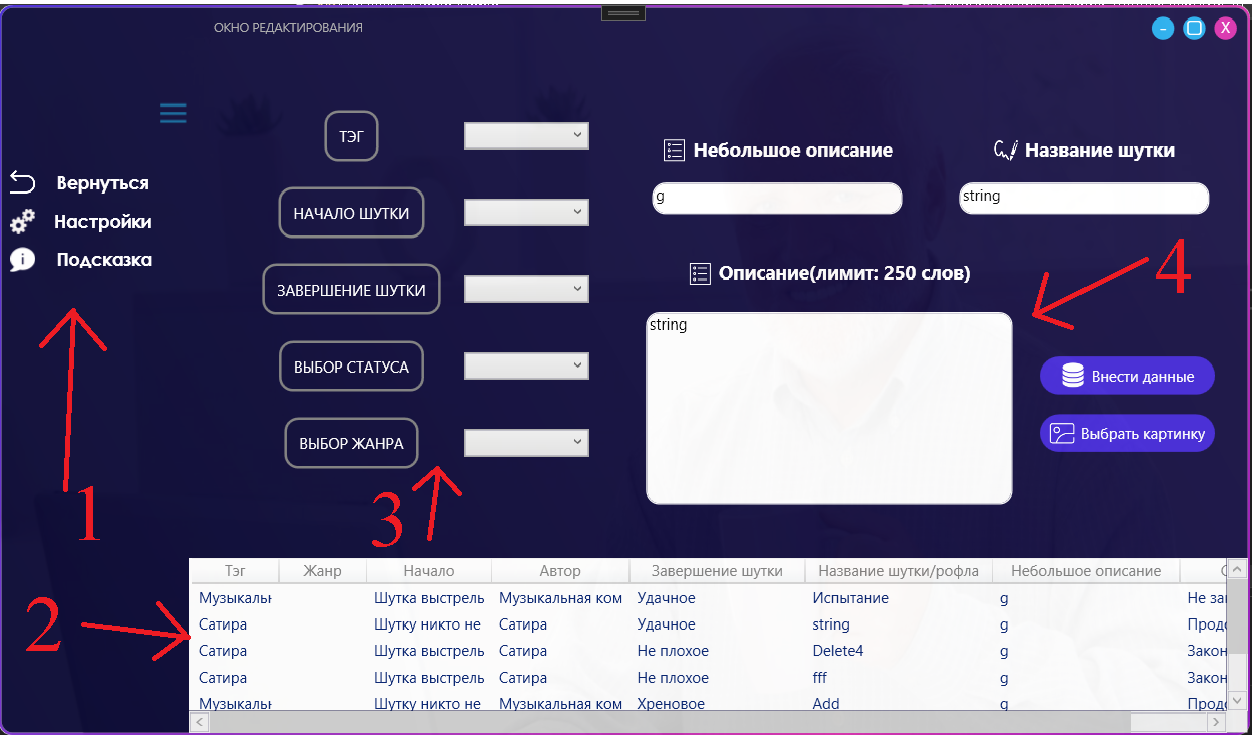 ОКНО РЕДАКТИРОВАНИЯ
X
ТЭГ
Небольшое описание
Название шутки
Вернуться
g
string
НАЧАЛО ШУТКИ
Настройки
Подсказка
4
Описание(лимит: 250 слов)
ЗАВЕРШЕНИЕ ШУТКИ
string
ВЫБОР СТАТУСА
Внести данные
ВЫБОР ЖАНРА
Выбрать картинку
1
3
Тэг Жанр Начало Автор Завершение шутки Название шутки/рофла Небольшое описание
2
Музыкальн Шутка выстрель Музыкальная ком Удачное Испытание g Не за
Сатира Шутку никто не Сатира Удачное string g Продо
Сатира Шутка выстрель Сатира Не плохое Delete4 g Закон
Сатира Шутка выстрель Сатира Не плохое fff g Закон
Музыкальн Шутку никто не Музыкальная ком Хреновое Add g Продо